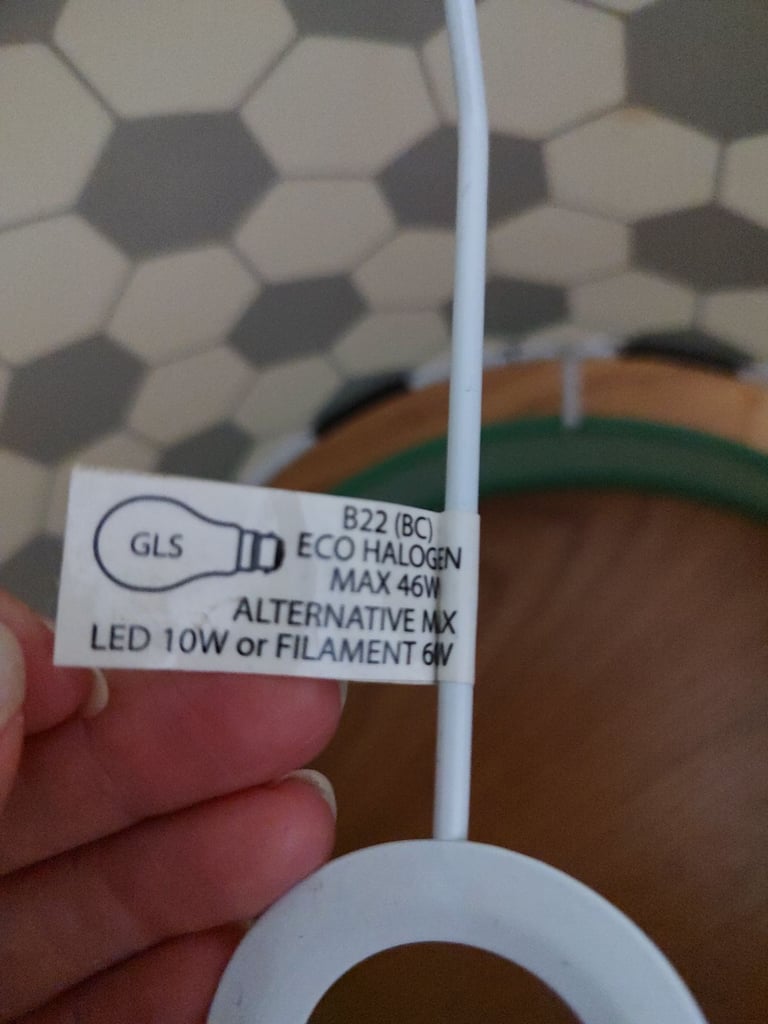 GLS
B22 (BC)
ECO HALOGEN
MAX 46W
ALTERNATIVE
LED 10W or FILAMENT